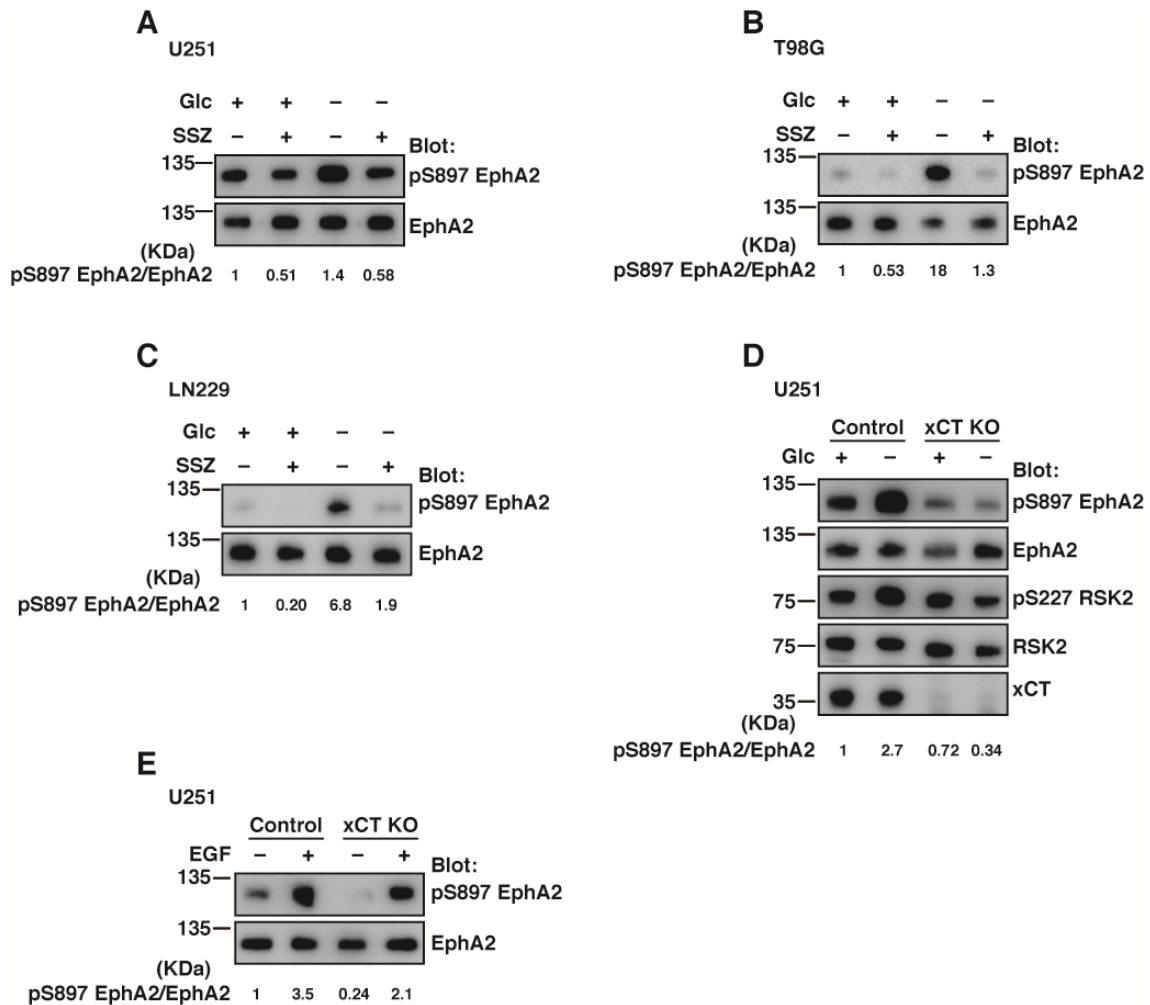 A
U251
Glc + + − −
SSZ − + − +
Blot:
135
pS897 EphA2
135
EphA2
(KDa)
pS897 EphA2/EphA2 1 0.51 1.4 0.58
B
T98G
Glc + + − −
SSZ − + − +
Blot:
135
pS897 EphA2
135
EphA2
(KDa)
pS897 EphA2/EphA2 1 0.53 18 1.3
C
LN229
Glc + + − −
SSZ − + − +
Blot:
135
pS897 EphA2
135
EphA2
(KDa)
pS897 EphA2/EphA2 1 0.20 6.8 1.9
D
U251
Control xCT KO
Glc + − + −
Blot:
135
pS897 EphA2
135
EphA2
75
pS227 RSK2
75
RSK2
xCT
35
(KDa)
pS897 EphA2/EphA2 1 2.7 0.72 0.34
E
U251
Control xCT KO
EGF − + − +
Blot:
135
pS897 EphA2
135
EphA2
(KDa)
pS897 EphA2/EphA2 1 3.5 0.24 2.1